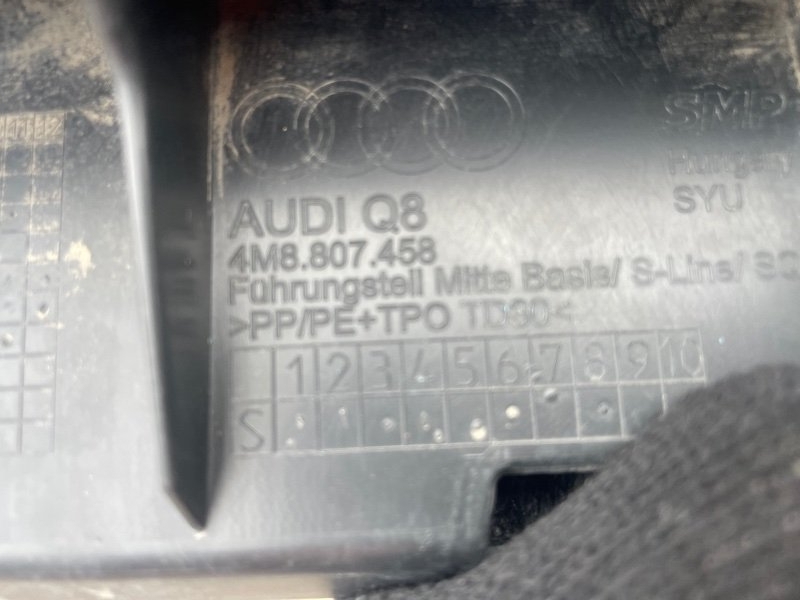 SMP
Hungary
SYU
AUDI Q8
4M8.807.458
Führungsteil Mitte Basis/ S-Line/
>PP/PE+TPO TD30<
1 2 3 4 5 6 7 8 9 10
S